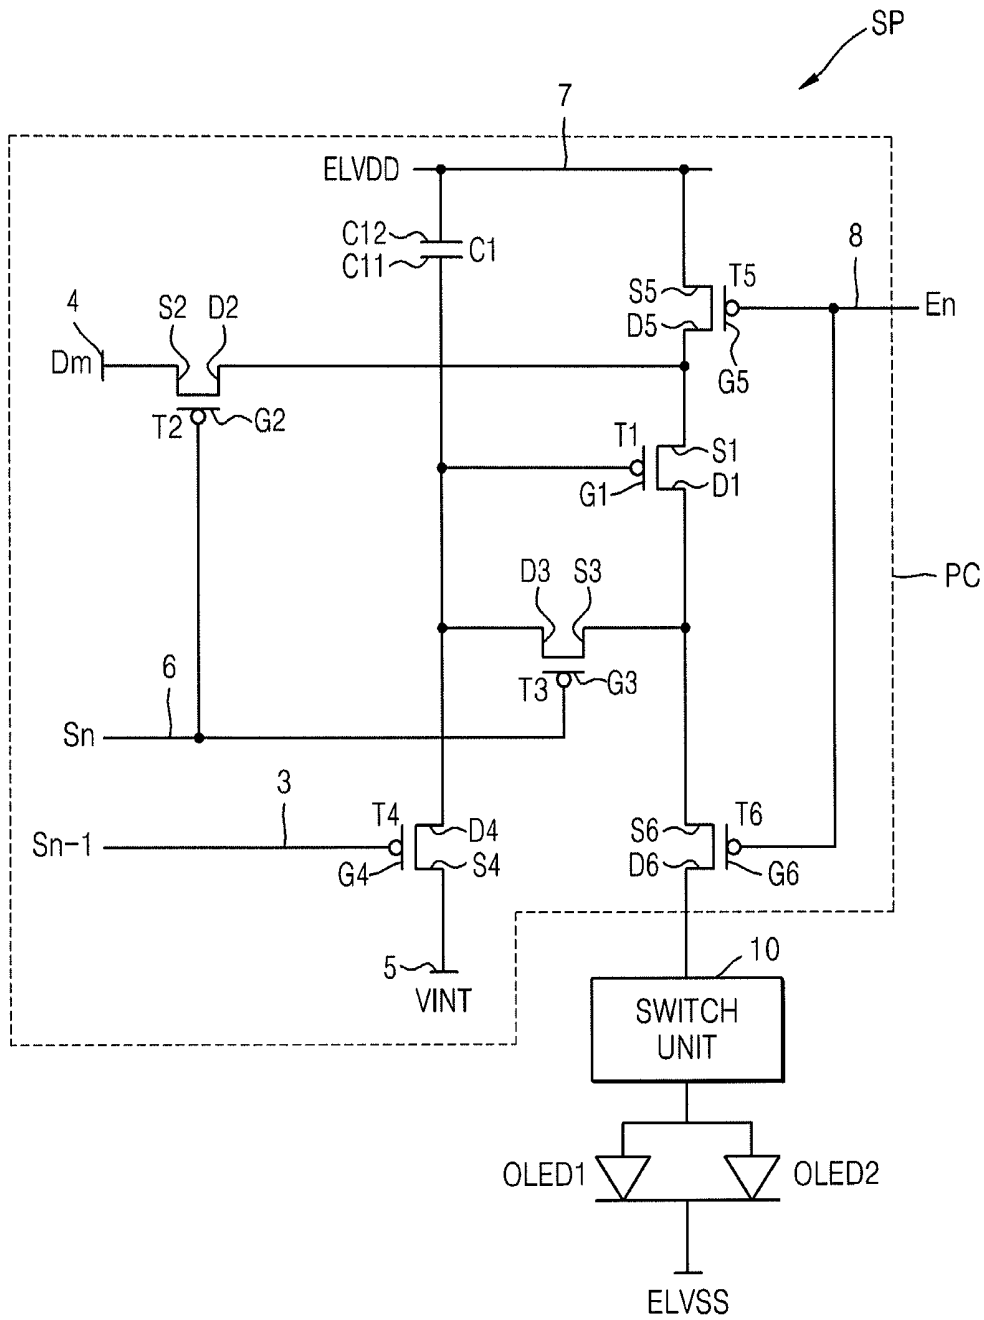 SP
7
ELVDD
C12
C11
C1
8
T5
S5
D5
G5
En
4
S2
D2
Dm
T2
G2
T1
S1
G1
D1
D3
S3
PC
T3
G3
6
Sn
3
Sn-1
T4
D4
G4
S4
S6
T6
D6
G6
5
VINT
10
SWITCH
UNIT
OLED1
OLED2
ELVSS